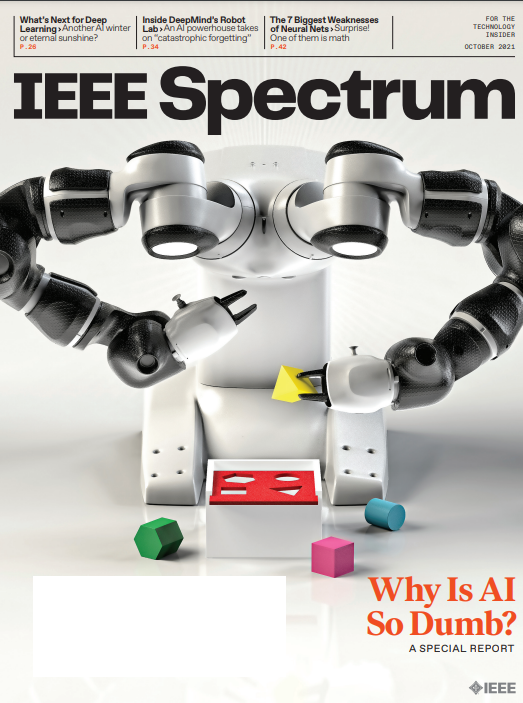 What's Next for Deep
Learning › Another AI winter
or eternal sunshine?
P.26
Inside DeepMind's Robot
Lab › An AI powerhouse takes
on “catastrophic forgetting”
P.34
The 7 Biggest Weaknesses
of Neural Nets › Surprise!
One of them is math
P.42
FOR THE
TECHNOLOGY
INSIDER
OCTOBER 2021
IEEE Spectrum
Why Is AI
So Dumb?
A SPECIAL REPORT
IEEE